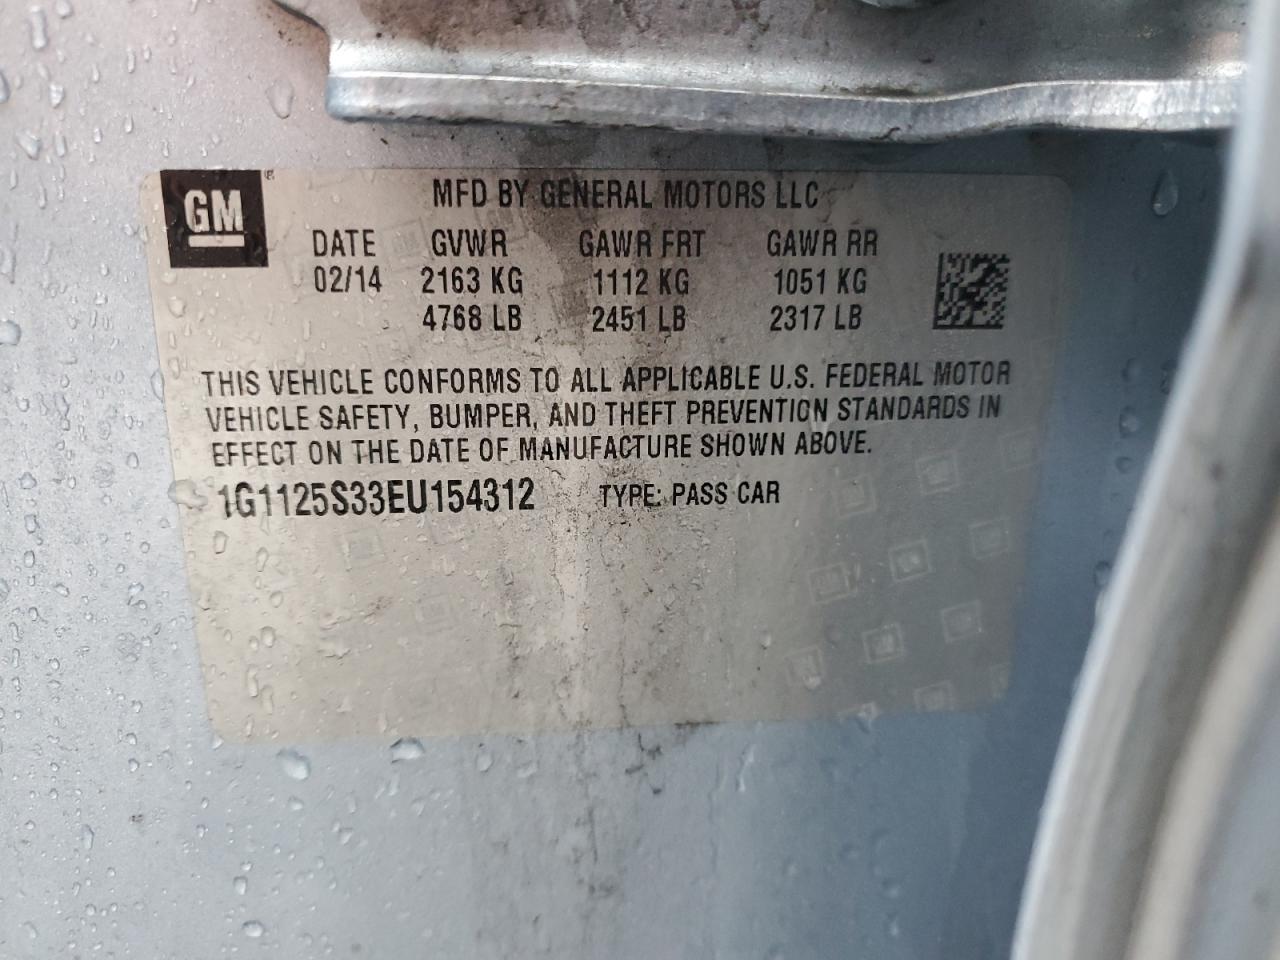 GM
MFD BY GENERAL MOTORS LLC
DATE GVWR GAWR FRT GAWR RR
02/14 2163 KG 1112 KG 1051 KG
4768 LB 2451 LB 2317 LB
THIS VEHICLE CONFORMS TO ALL APPLICABLE U.S. FEDERAL MOTOR
VEHICLE SAFETY, BUMPER, AND THEFT PREVENTION STANDARDS IN
EFFECT ON THE DATE OF MANUFACTURE SHOWN ABOVE.
1G1125S33EU154312 TYPE: PASS CAR